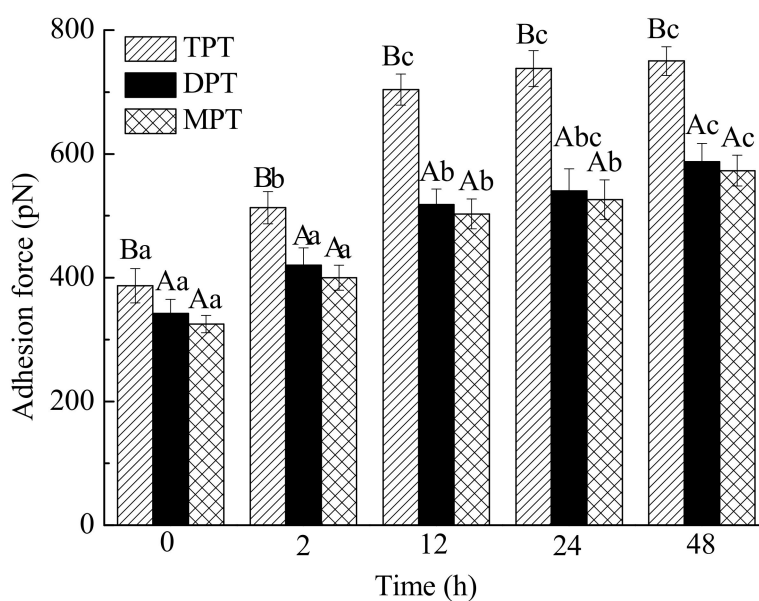 800
600
400
200
0
Adhesion force (pN)
TPT
DPT
MPT
Ba
Aa
Aa
Bb
Aa
Aa
Bc
Ab
Ab
Bc
Abc
Ab
Bc
Ac
Ac
0
2
12
24
48
Time (h)